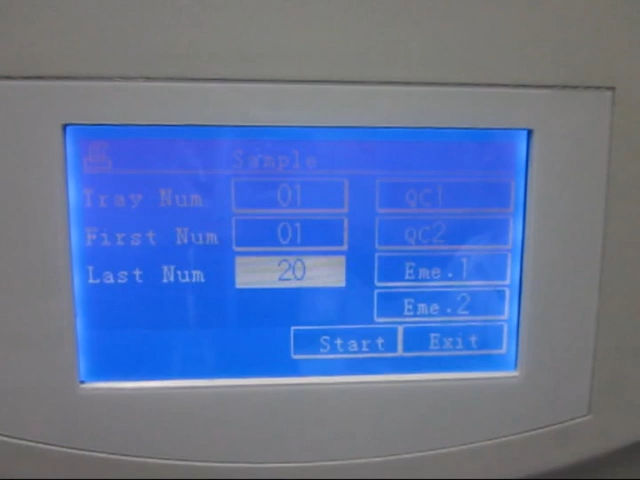 Sample
Tray Num 01 QC1
First Num 01 QC2
Last Num 20 Eme.1
Eme.2
Start Exit